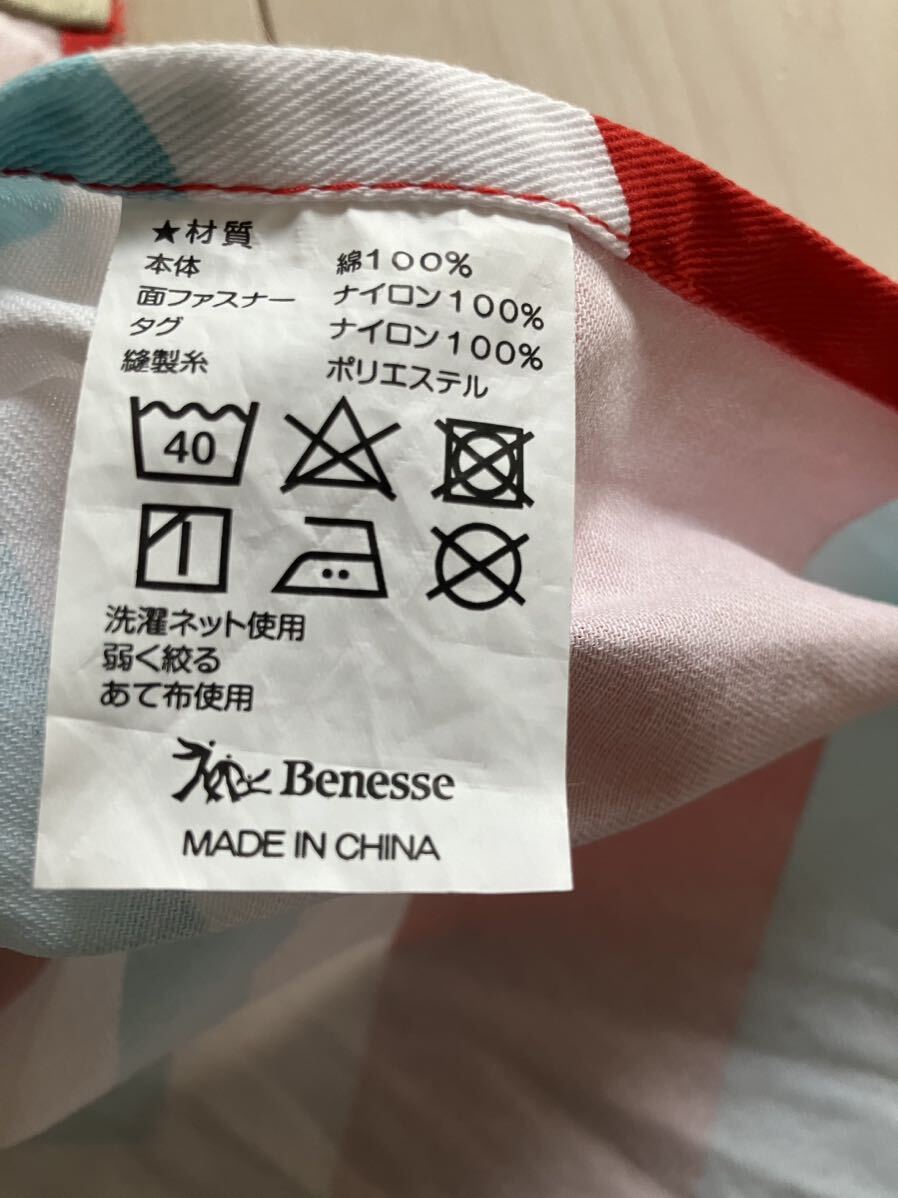 ★材質
本体 綿100%
面ファスナー ナイロン100%
タグ ナイロン100%
縫製糸 ポリエステル
40
洗濯ネット使用
弱く絞る
あて布使用
Benesse
MADE IN CHINA